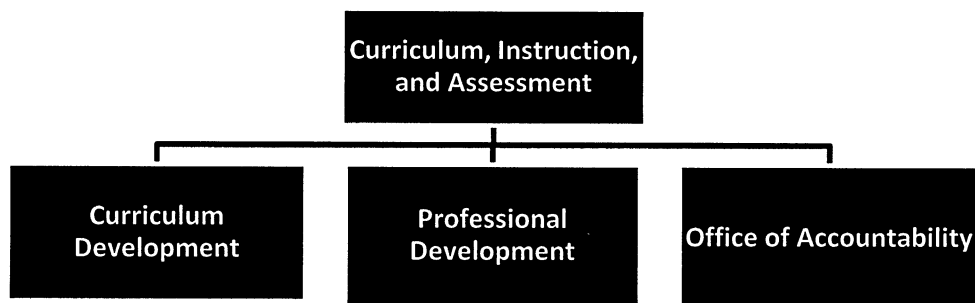 Curriculum, Instruction,
and Assessment
Curriculum
Development
Professional
Development
Office of Accountability